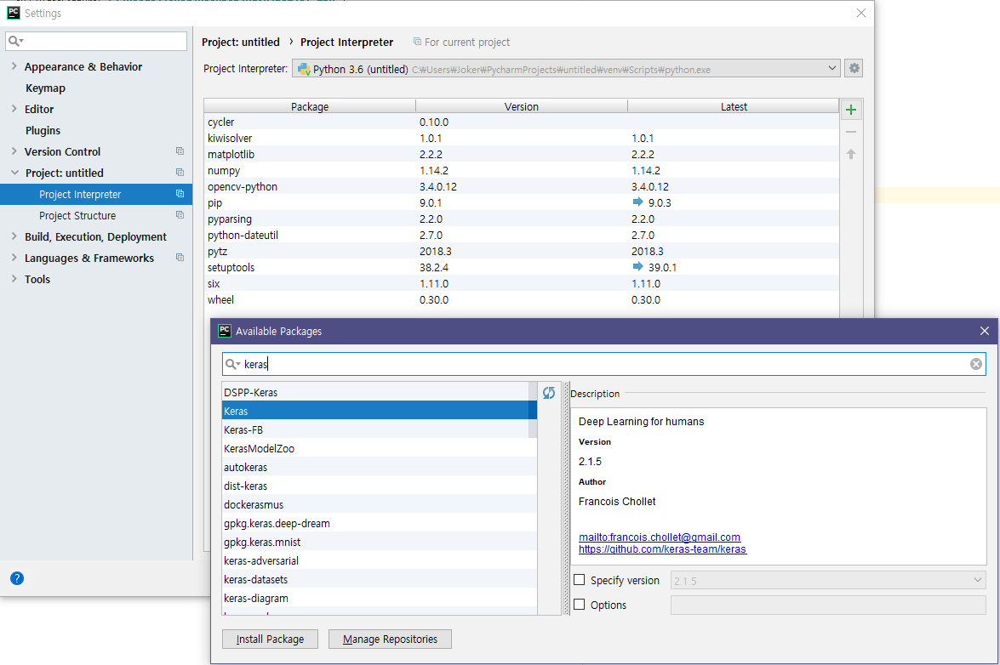 Settings
Project: untitled › Project Interpreter For current project
Project Interpreter: Python 3.6 (untitled) C:₩Users₩Joker₩PycharmProjects₩untitled₩venv₩Scripts₩python.exe
Appearance & Behavior
Keymap
Editor
Plugins
Version Control
Project: untitled
Project Interpreter
Project Structure
Build, Execution, Deployment
Languages & Frameworks
Tools
Package Version Latest
cycler 0.10.0
kiwisolver 1.0.1 1.0.1
matplotlib 2.2.2 2.2.2
numpy 1.14.2 1.14.2
opencv-python 3.4.0.12 3.4.0.12
pip 9.0.1 9.0.3
pyparsing 2.2.0 2.2.0
python-dateutil 2.7.0 2.7.0
pytz 2018.3 2018.3
setuptools 38.2.4 39.0.1
six 1.11.0 1.11.0
wheel 0.30.0 0.30.0
Available Packages
keras
DSPP-Keras
Keras
Keras-FB
KerasModelZoo
autokeras
dist-keras
dockerasmus
gpkg.keras.deep-dream
gpkg.keras.mnist
keras-adversarial
keras-datasets
keras-diagram
Description
Deep Learning for humans
Version
2.1.5
Author
Francois Chollet
mailto:francois.chollet@gmail.com
https://github.com/keras-team/keras
Specify version 2.1.5
Options
Install Package Manage Repositories